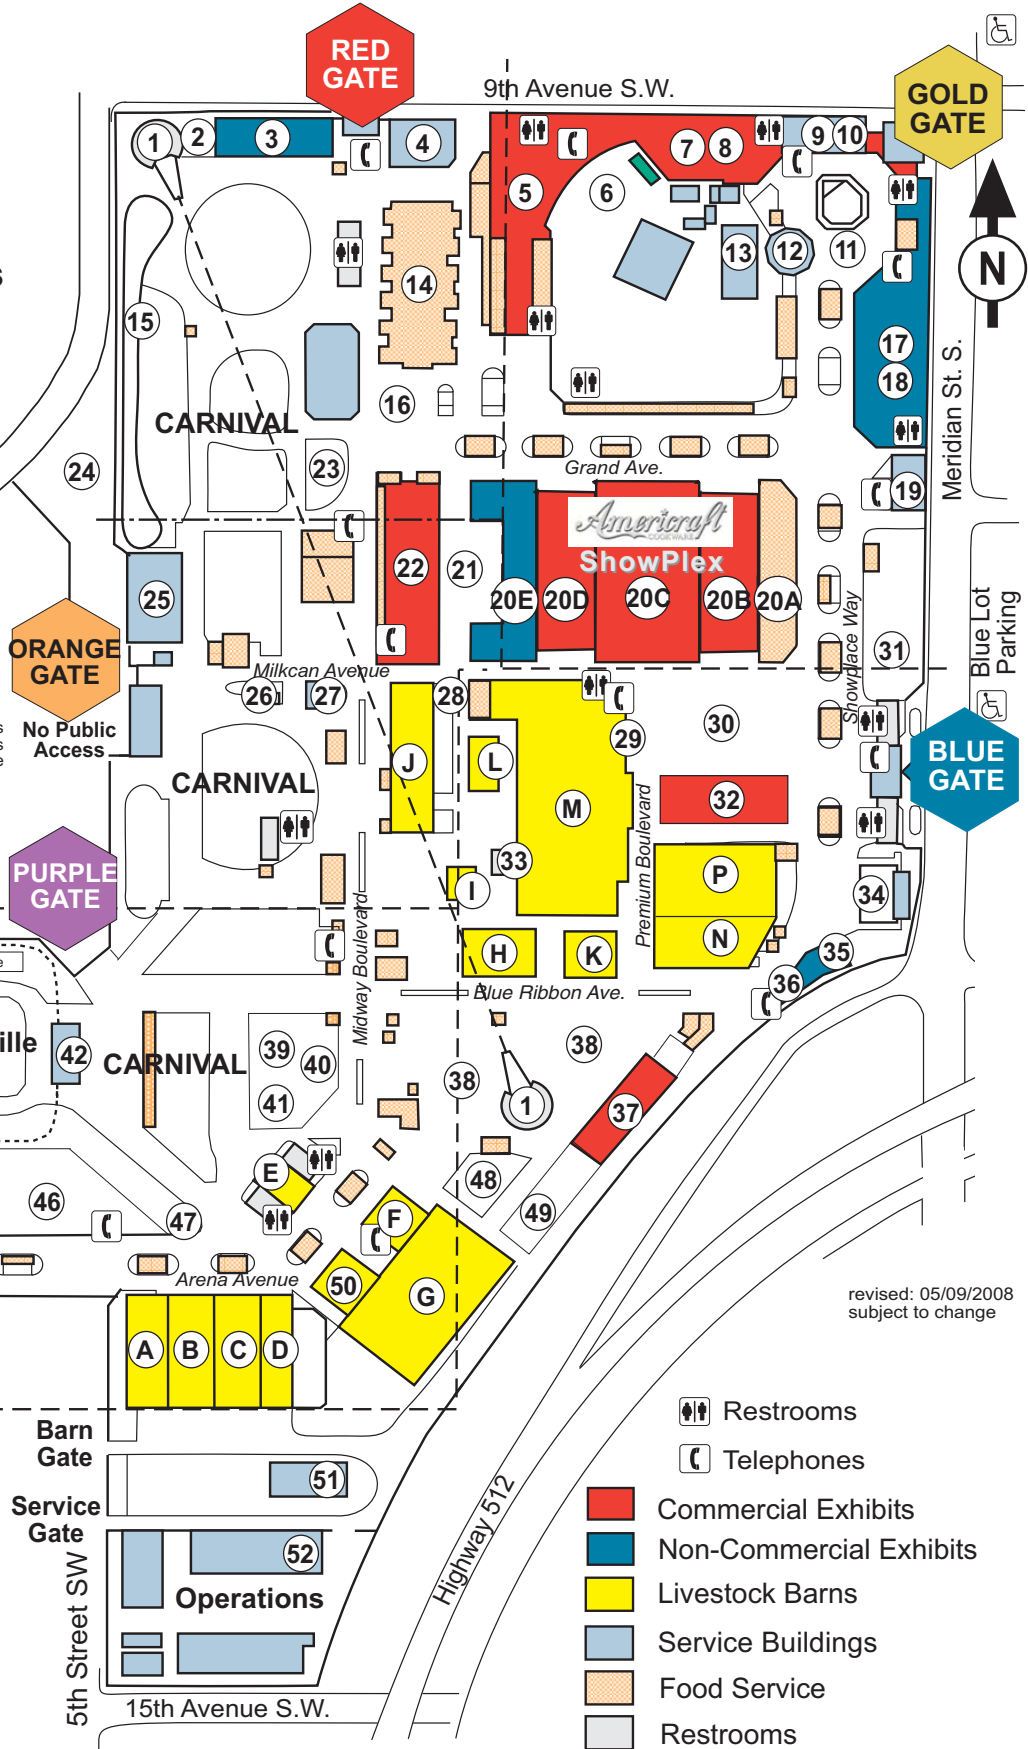 RED
GATE
9th Avenue S.W.
GOLD
GATE
1
2
3
4
5
6
7
8
9
10
11
12
13
14
15
16
17
18
19
N
Meridian St. S.
CARNIVAL
23
24
Grand Ave.
Americraft
COOKWARE
ShowPlex
22
21
20E
20D
20C
20B
20A
25
Showplace Way
31
Blue Lot
Parking
ORANGE
GATE
Milkcan Avenue
26
27
28
29
30
No Public
Access
s
s
e
CARNIVAL
J
L
M
32
BLUE
GATE
PURPLE
GATE
33
I
Premium Boulevard
P
N
34
35
36
H
K
Midway Boulevard
Blue Ribbon Ave.
e
ille
42
CARNIVAL
39
40
41
38
38
1
37
E
48
49
46
47
F
50
G
Arena Avenue
A
B
C
D
revised: 05/09/2008
subject to change
Barn
Gate
51
Service
Gate
52
Operations
5th Street SW
15th Avenue S.W.
Highway 512
Restrooms
Telephones
Commercial Exhibits
Non-Commercial Exhibits
Livestock Barns
Service Buildings
Food Service
Restrooms